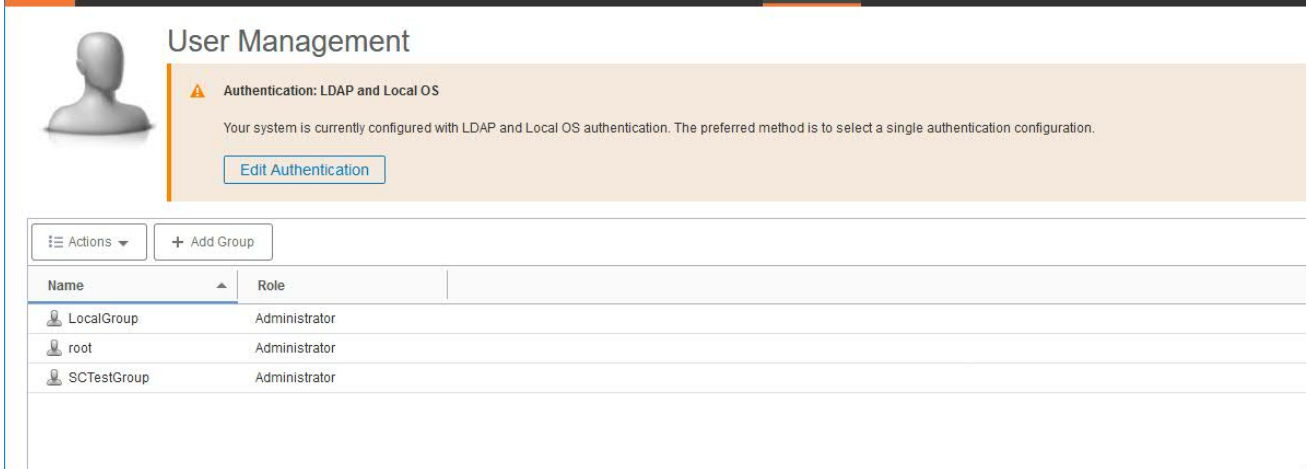 User Management
Authentication: LDAP and Local OS
Your system is currently configured with LDAP and Local OS authentication. The preferred method is to select a single authentication configuration.
Edit Authentication
Actions + Add Group
Name Role
LocalGroup Administrator
root Administrator
SCTestGroup Administrator